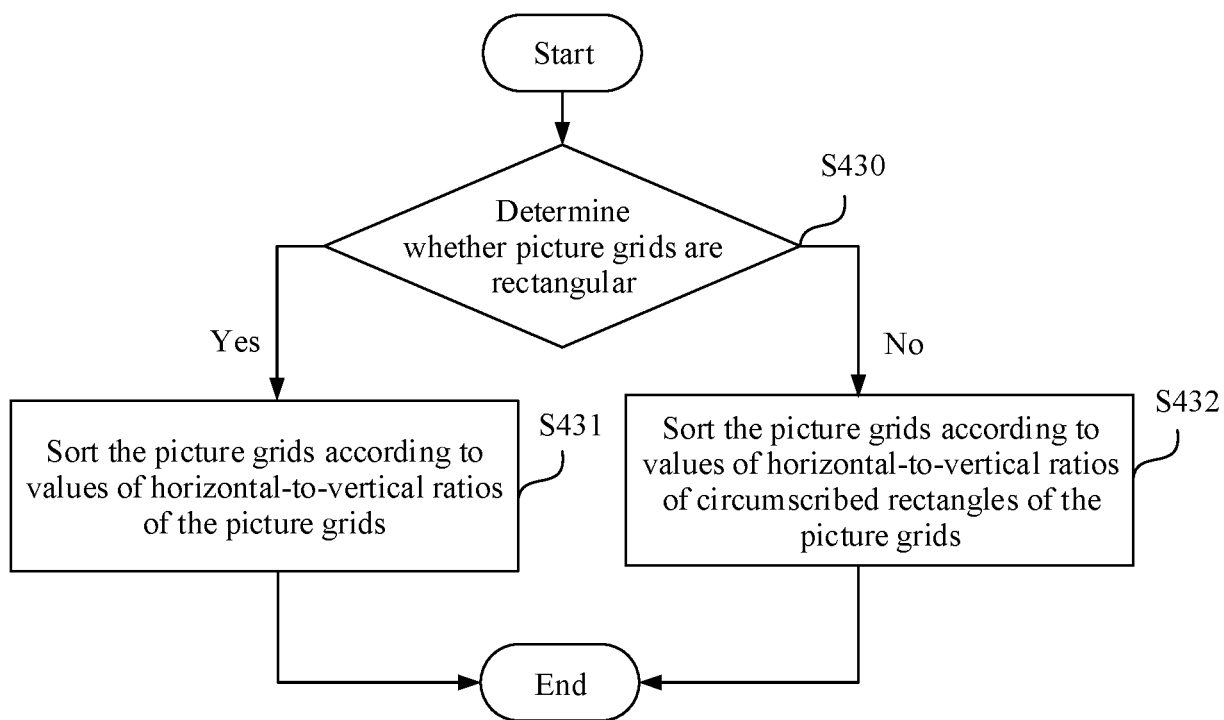 Start
S430
Determine
whether picture grids are
rectangular
Yes
No
S431
Sort the picture grids according to
values of horizontal-to-vertical ratios
of the picture grids
S432
Sort the picture grids according to
values of horizontal-to-vertical ratios
of circumscribed rectangles of the
picture grids
End